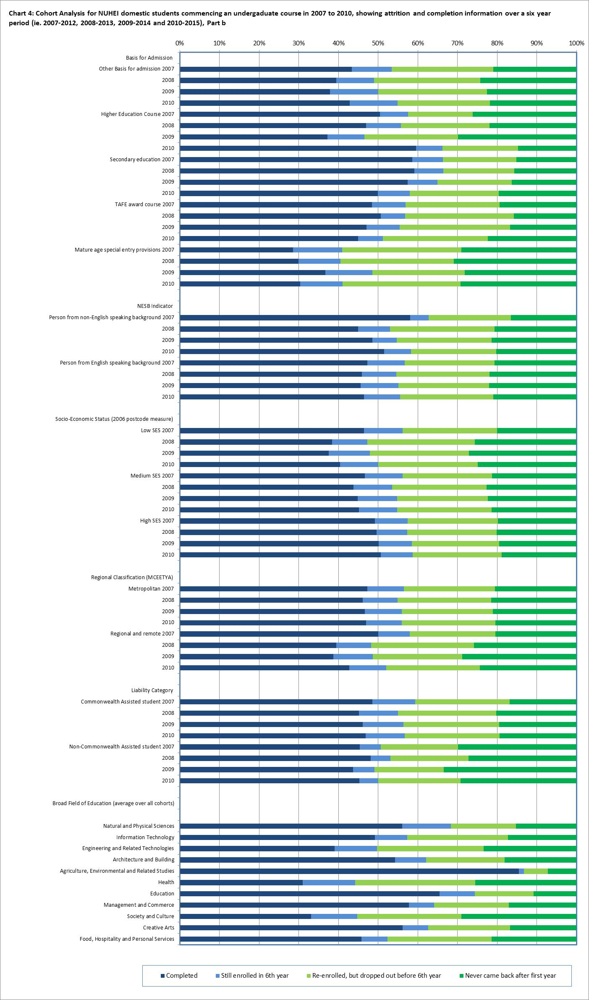 Chart 4: Cohort Analysis for NUHEI domestic students commencing an undergaduate course in 2007 to 2010, showing attrition and completion information over a six year
period (ie. 2007-2012, 2008-2013, 2009-2014 and 2010-2015), Part b
0% 10% 20% 30% 40% 50% 60% 70% 80% 90% 100%
Basis for Admission
Other Basis for admission 2007
2008
2009
2010
Higher Education Course 2007
2008
2009
2010
Secondary education 2007
2008
2009
2010
TAFE award course 2007
2008
2009
2010
Mature age special entry provisions 2007
2008
2009
2010
NESB Indicator
Person from non-English speaking background 2007
2008
2009
2010
Person from English speaking background 2007
2008
2009
2010
Socio-Economic Status (2006 postcode measure)
Low SES 2007
2008
2009
2010
Medium SES 2007
2008
2009
2010
High SES 2007
2008
2009
2010
Regional Classification (MCEETYA)
Metropolitan 2007
2008
2009
2010
Regional and remote 2007
2008
2009
2010
Liability Category
Commonwealth Assisted student 2007
2008
2009
2010
Non-Commonwealth Assisted student 2007
2008
2009
2010
Broad Field of Education (average over all cohorts)
Natural and Physical Sciences
Information Technology
Engineering and Related Technologies
Architecture and Building
Agriculture, Environmental and Related Studies
Health
Education
Management and Commerce
Society and Culture
Creative Arts
Food, Hospitality and Personal Services
Completed Still enrolled in 6th year Re-enrolled, but dropped out before 6th year Never came back after first year